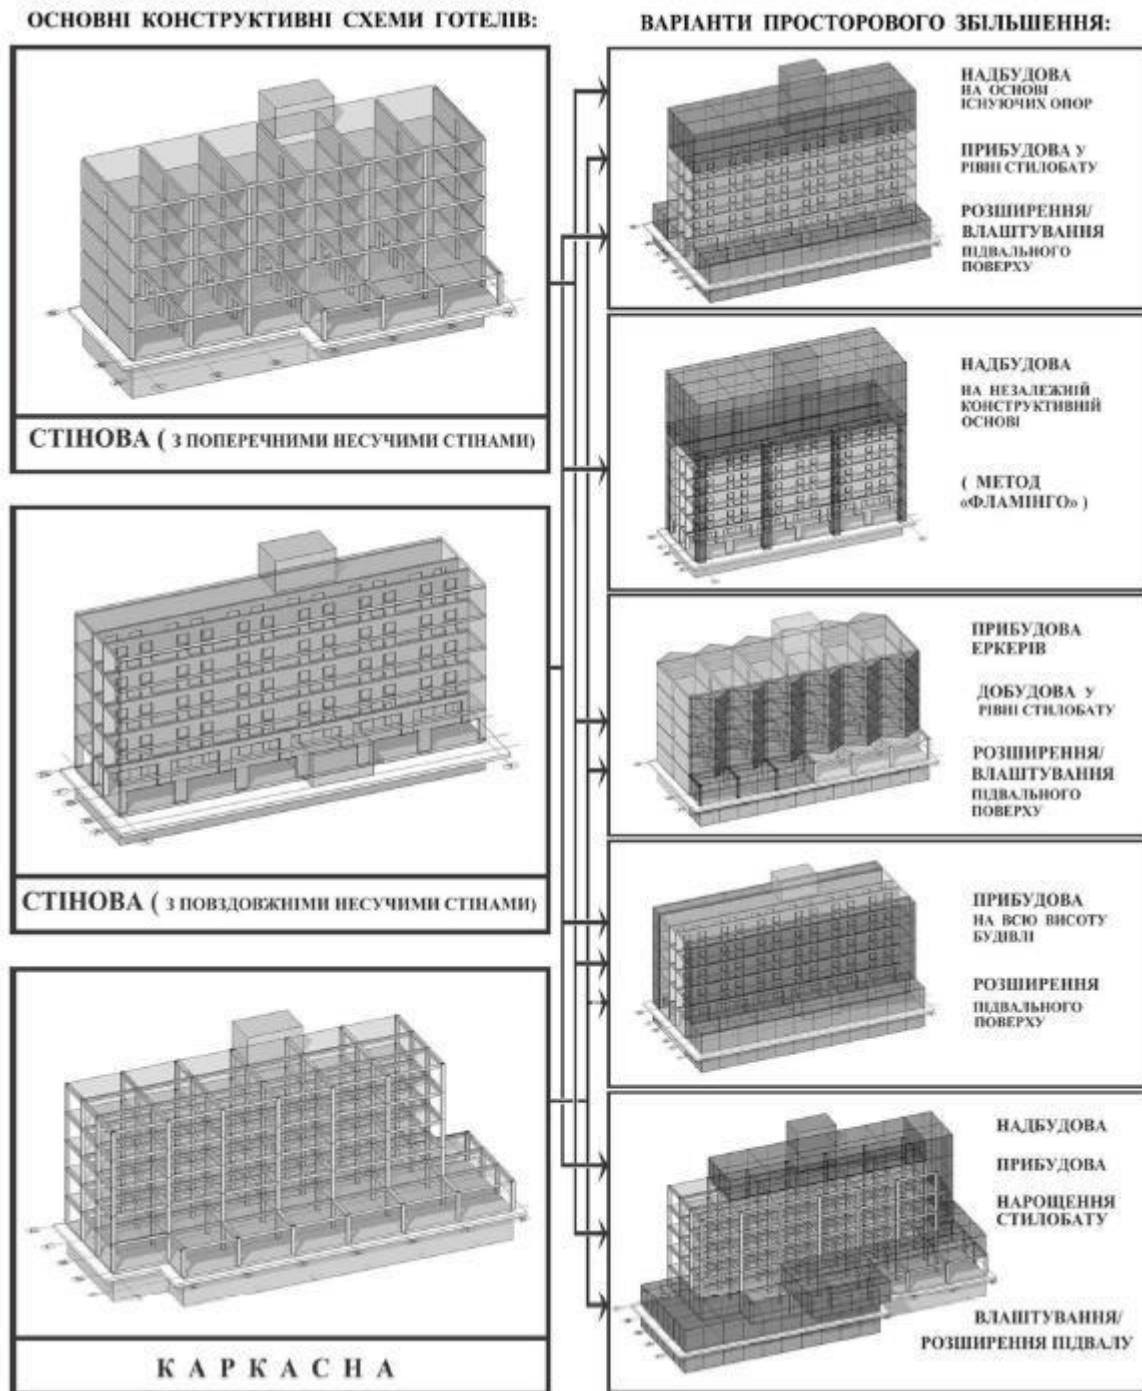 ОСНОВНІ КОНСТРУКТИВНІ СХЕМИ ГОТЕЛІВ:
СТІНОВА ( З ПОПЕРЕЧНИМИ НЕСУЧИМИ СТІНАМИ)
СТІНОВА ( З ПОВЗДОВЖНІМИ НЕСУЧИМИ СТІНАМИ)
КАРКАСНА
ВАРІАНТИ ПРОСТОРОВОГО ЗБІЛЬШЕННЯ:
НАДБУДОВА
НА ОСНОВІ
ІСНУЮЧИХ ОПОР
ПРИБУДОВА У
РІВНІ СТИЛОБАТУ
РОЗШИРЕННЯ/
ВЛАШТУВАННЯ
ПІДВАЛЬНОГО
ПОВЕРХУ
НАДБУДОВА
НА НЕЗАЛЕЖНІЙ
КОНСТРУКТИВНІЙ
ОСНОВІ
( МЕТОД
«ФЛАМІНГО» )
ПРИБУДОВА
ЕРКЕРІВ
ДОБУДОВА У
РІВНІ СТИЛОБАТУ
РОЗШИРЕННЯ/
ВЛАШТУВАННЯ
ПІДВАЛЬНОГО
ПОВЕРХУ
ПРИБУДОВА
НА ВСЮ ВИСОТУ
БУДІВЛІ
РОЗШИРЕННЯ
ПІДВАЛЬНОГО
ПОВЕРХУ
НАДБУДОВА
ПРИБУДОВА
НАРОЩЕННЯ
СТИЛОБАТУ
ВЛАШТУВАННЯ/
РОЗШИРЕННЯ ПІДВАЛУ